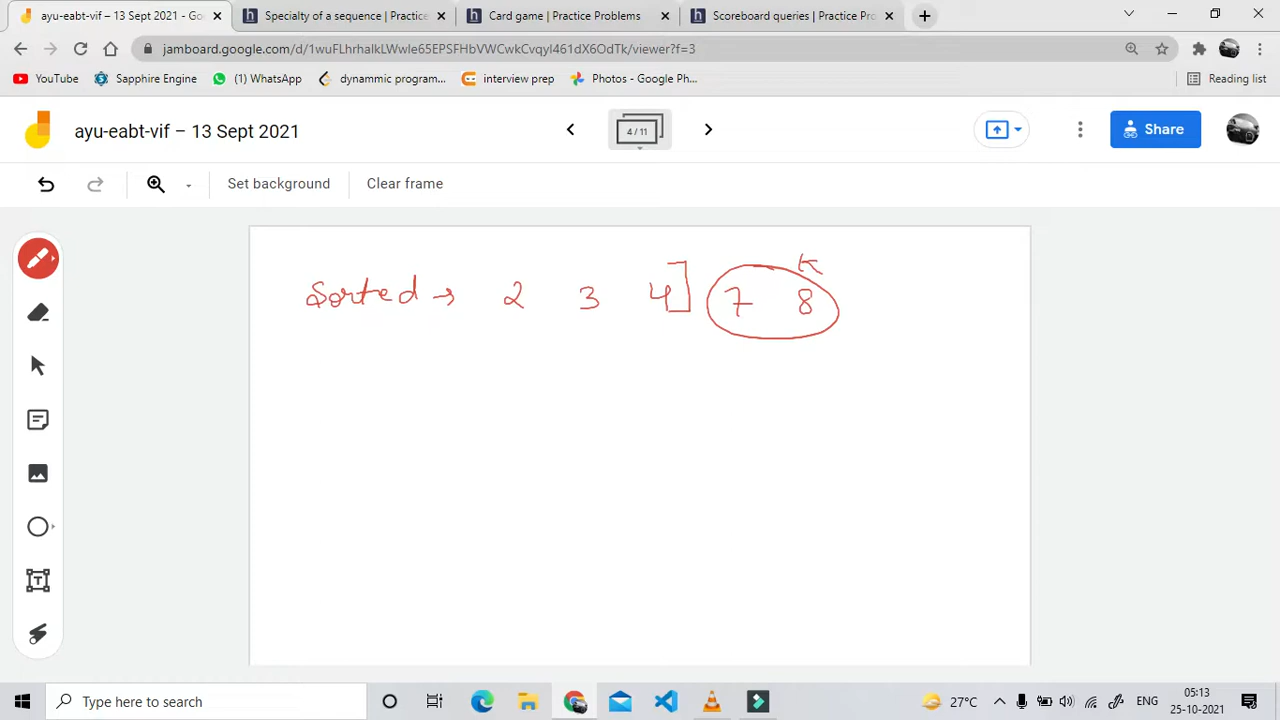 ayu-eabt-vif – 13 Sept 2021 - Go
Specialty of a sequence | Practice
Card game | Practice Problems
Scoreboard queries | Practice Pro
jamboard.google.com/d/1wuFLhrhalkLWwle65EPSFHbVWCwkCvqyl461dX6OdTk/viewer?f=3
YouTube
Sapphire Engine
(1) WhatsApp
dynammic program...
interview prep
Photos - Google Ph...
Reading list
ayu-eabt-vif – 13 Sept 2021
4 / 11
Share
Set background
Clear frame
K
Sorted → 2 3 4] 7 8
Type here to search
27°C
ENG
05:13
25-10-2021